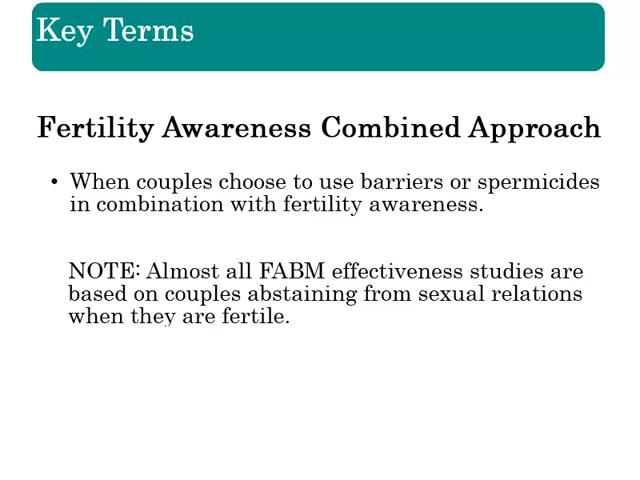 Key Terms
Fertility Awareness Combined Approach
• When couples choose to use barriers or spermicides
in combination with fertility awareness.
NOTE: Almost all FABM effectiveness studies are
based on couples abstaining from sexual relations
when they are fertile.